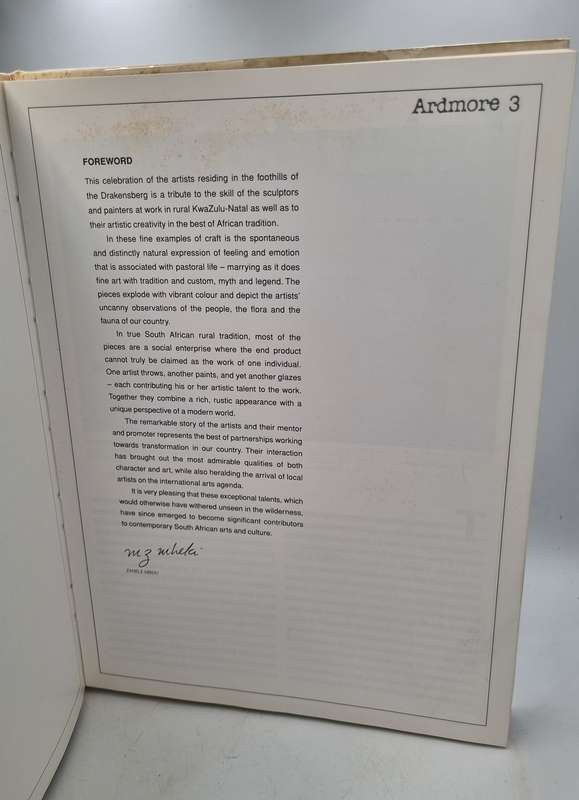 Ardmore 3
FOREWORD
This celebration of the artists residing in the foothills of
the Drakensberg is a tribute to the skill of the sculptors
and painters at work in rural KwaZulu-Natal as well as to
their artistic creativity in the best of African tradition.
In these fine examples of craft is the spontaneous
and distinctly natural expression of feeling and emotion
that is associated with pastoral life – marrying as it does
fine art with tradition and custom, myth and legend. The
pieces explode with vibrant colour and depict the artists'
uncanny observations of the people, the flora and the
fauna of our country.
In true South African rural tradition, most of the
pieces are a social enterprise where the end product
cannot truly be claimed as the work of one individual.
One artist throws, another paints, and yet another glazes
– each contributing his or her artistic talent to the work.
Together they combine a rich, rustic appearance with a
unique perspective of a modern world.
The remarkable story of the artists and their mentor
and promoter represents the best of partnerships working
towards transformation in our country. Their interaction
has brought out the most admirable qualities of both
character and art, while also heralding the arrival of local
artists on the international arts agenda.
It is very pleasing that these exceptional talents, which
would otherwise have withered unseen in the wilderness,
have since emerged to become significant contributors
to contemporary South African arts and culture.
mz mbeki
ZANELE MBEKI